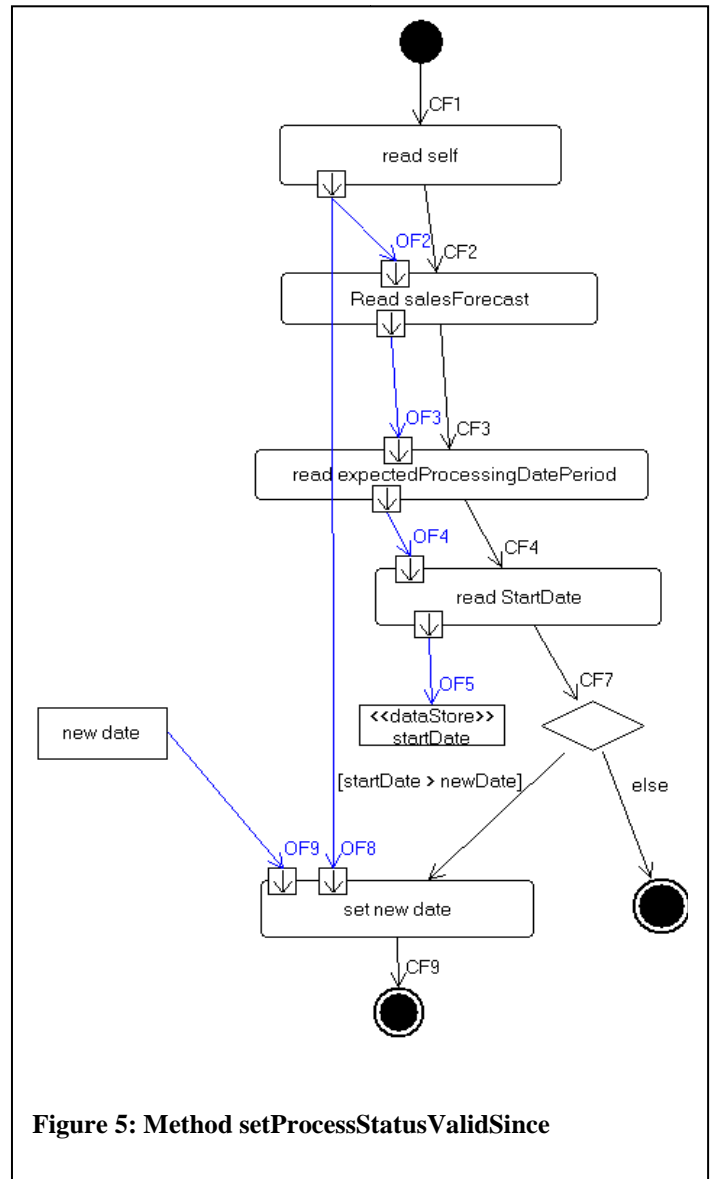 CF1
read self
OF2
CF2
Read salesForecast
OF3
CF3
read expectedProcessingDatePeriod
OF4
CF4
read StartDate
OF5
CF7
<<dataStore>>
startDate
new date
[startDate > newDate]
else
OF9
OF8
set new date
CF9
Figure 5: Method setProcessStatusValidSince